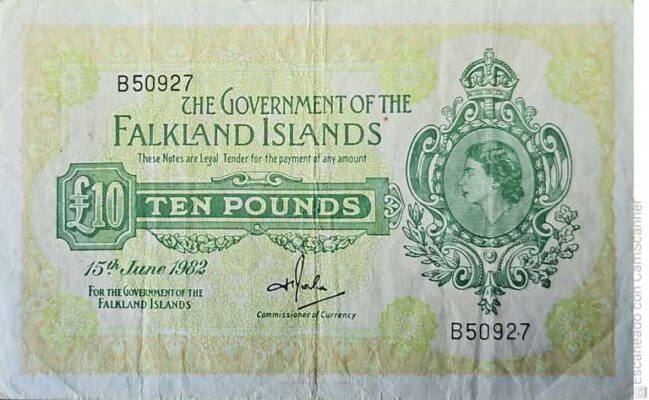 B50927
THE GOVERNMENT OF THE
FALKLAND ISLANDS
These Notes are Legal Tender for the payment of any amount
£10
TEN POUNDS
15th June 1982
FOR THE GOVERNMENT OF THE
FALKLAND ISLANDS
Commissioner of Currency
B50927
CS Escaneado con CamScanner